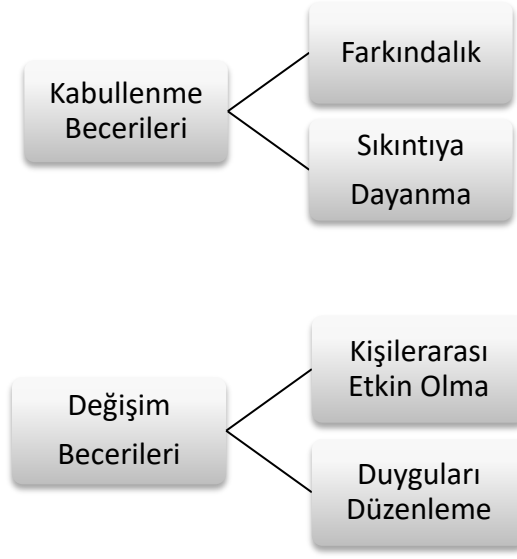 Kabullenme
Becerileri
Farkındalık
Sıkıntıya
Dayanma
Değişim
Becerileri
Kişilerarası
Etkin Olma
Duyguları
Düzenleme